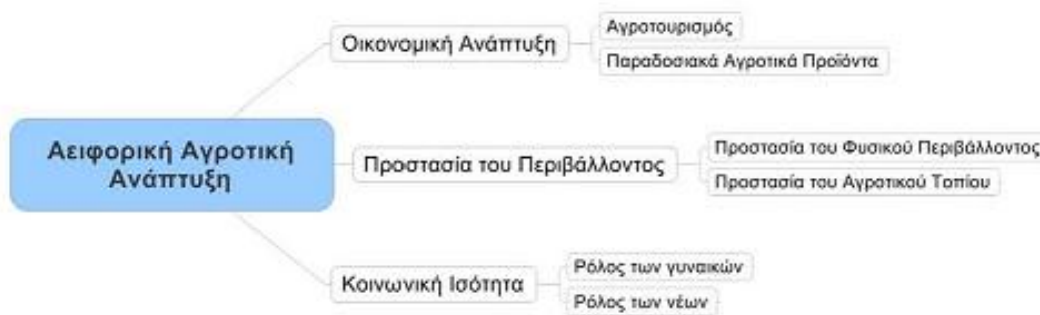 Αειφορική Αγροτική
Ανάπτυξη
Οικονομική Ανάπτυξη
Αγροτουρισμός
Παραδοσιακά Αγροτικά Προϊόντα
Προστασία του Περιβάλλοντος
Προστασία του Φυσικού Περιβάλλοντος
Προστασία του Αγροτικού Τοπίου
Κοινωνική Ισότητα
Ρόλος των γυναικών
Ρόλος των νέων